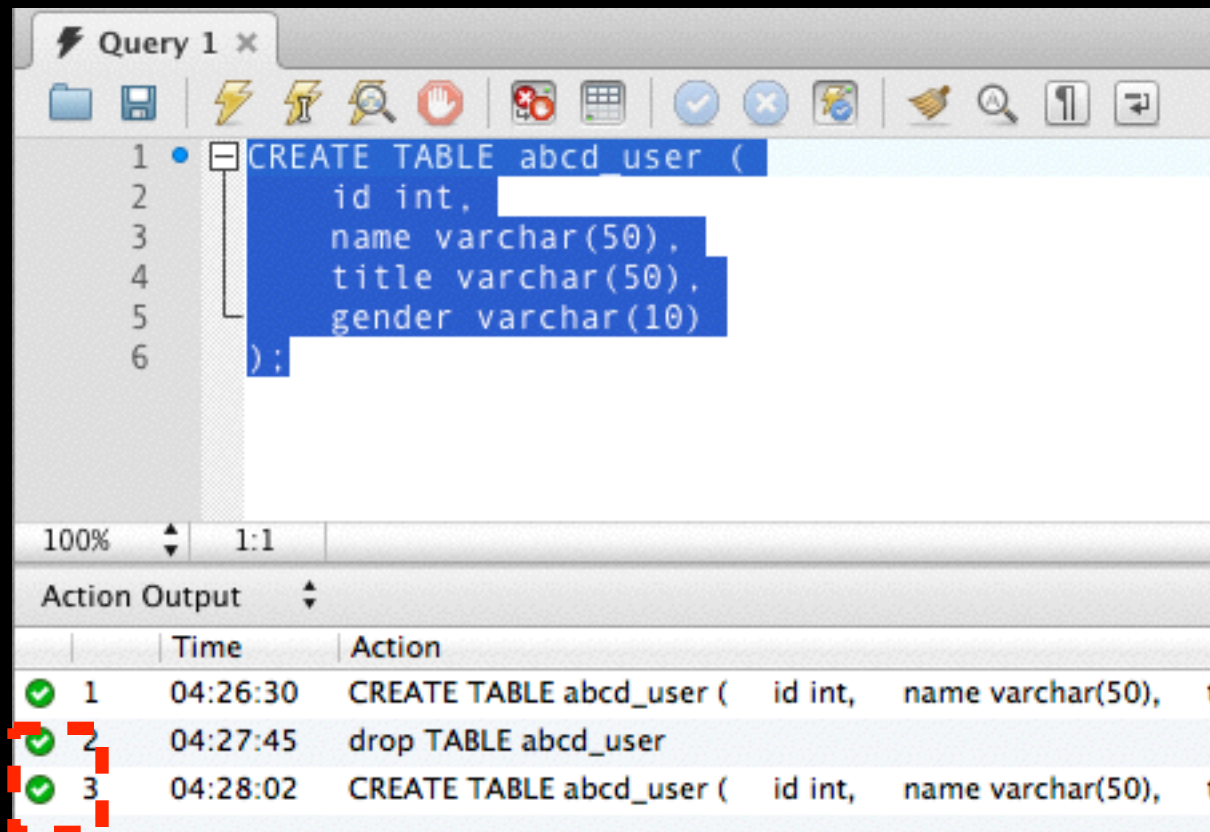 Query 1
1 CREATE TABLE abcd_user (
2 id int,
3 name varchar(50),
4 title varchar(50),
5 gender varchar(10)
6 );
100% 1:1
Action Output
Time Action
1 04:26:30 CREATE TABLE abcd_user ( id int, name varchar(50), t
2 04:27:45 drop TABLE abcd_user
3 04:28:02 CREATE TABLE abcd_user ( id int, name varchar(50), t